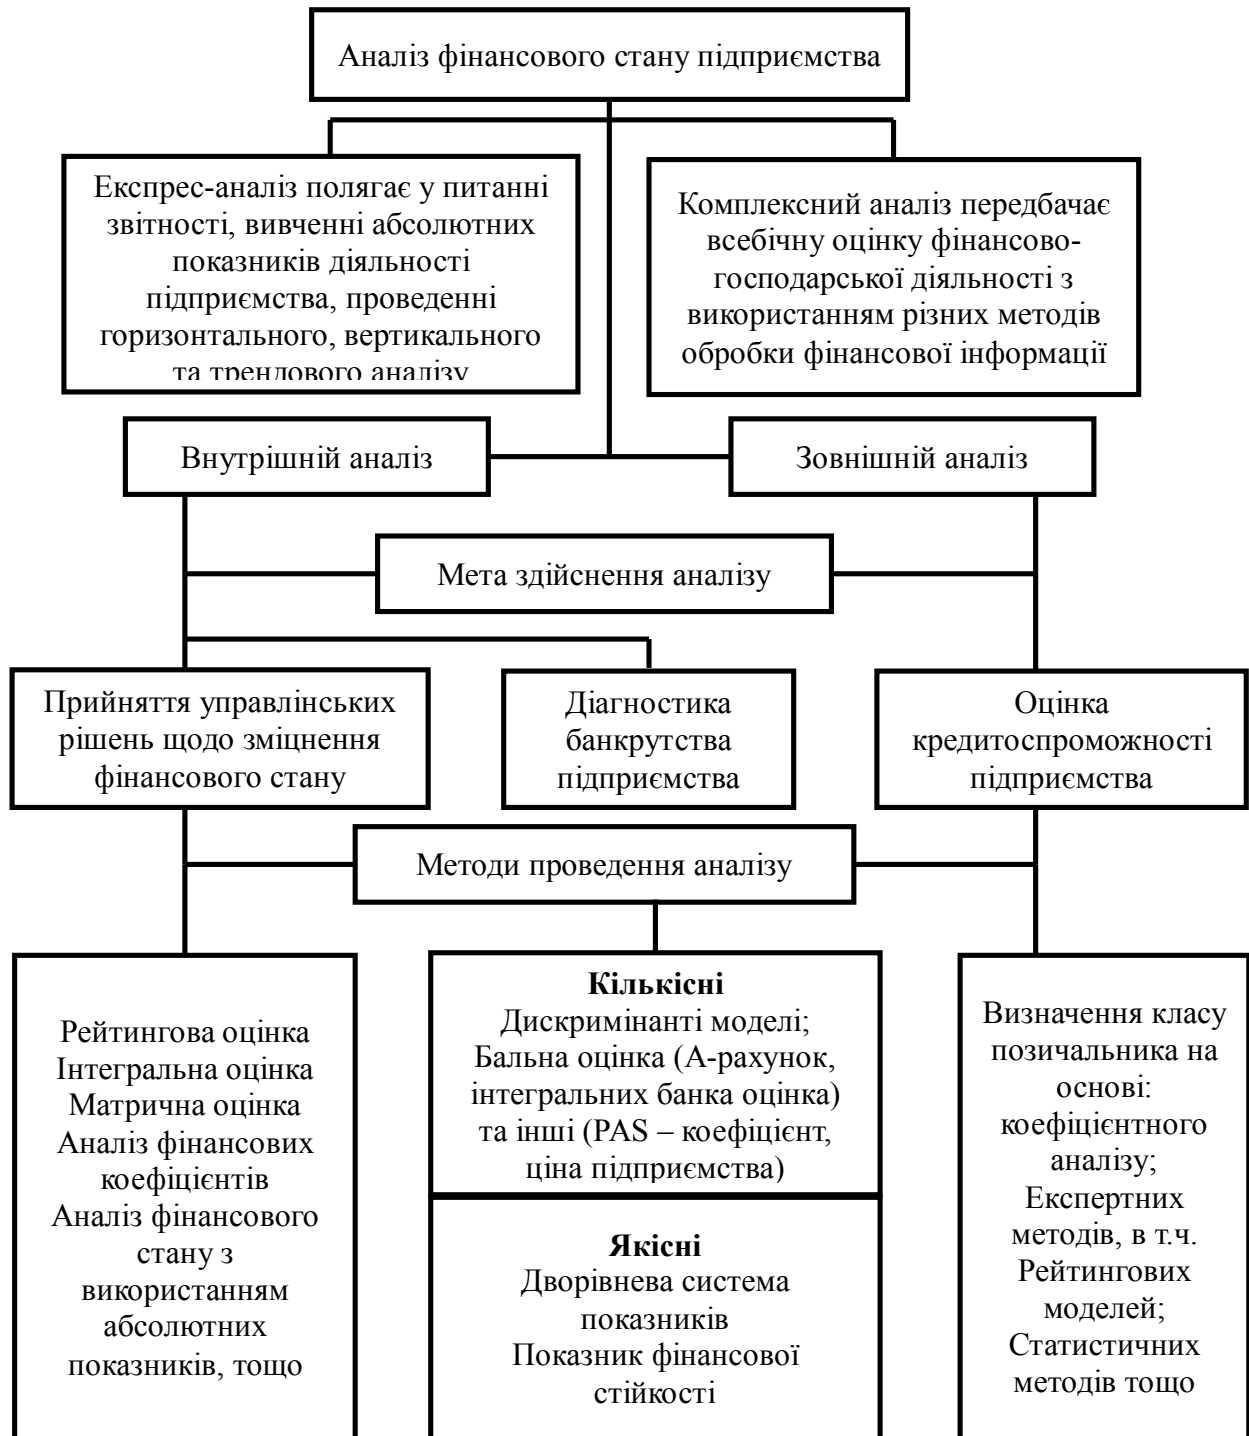 Аналіз фінансового стану підприємства
Експрес-аналіз полягає у питанні
звітності, вивченні абсолютних
показників діяльності
підприємства, проведенні
горизонтального, вертикального
та трендового аналізу
Комплексний аналіз передбачає
всебічну оцінку фінансово-
господарської діяльності з
використанням різних методів
обробки фінансової інформації
Внутрішній аналіз
Зовнішній аналіз
Мета здійснення аналізу
Прийняття управлінських
рішень щодо зміцнення
фінансового стану
Діагностика
банкрутства
підприємства
Оцінка
кредитоспроможності
підприємства
Методи проведення аналізу
Рейтингова оцінка
Інтегральна оцінка
Матрична оцінка
Аналіз фінансових
коефіцієнтів
Аналіз фінансового
стану з
використанням
абсолютних
показників, тощо
Кількісні
Дискримінанті моделі;
Бальна оцінка (А-рахунок,
інтегральних банка оцінка)
та інші (PAS – коефіцієнт,
ціна підприємства)
Якісні
Дворівнева система
показників
Показник фінансової
стійкості
Визначення класу
позичальника на
основі:
коефіцієнтного
аналізу;
Експертних
методів, в т.ч.
Рейтингових
моделей;
Статистичних
методів тощо